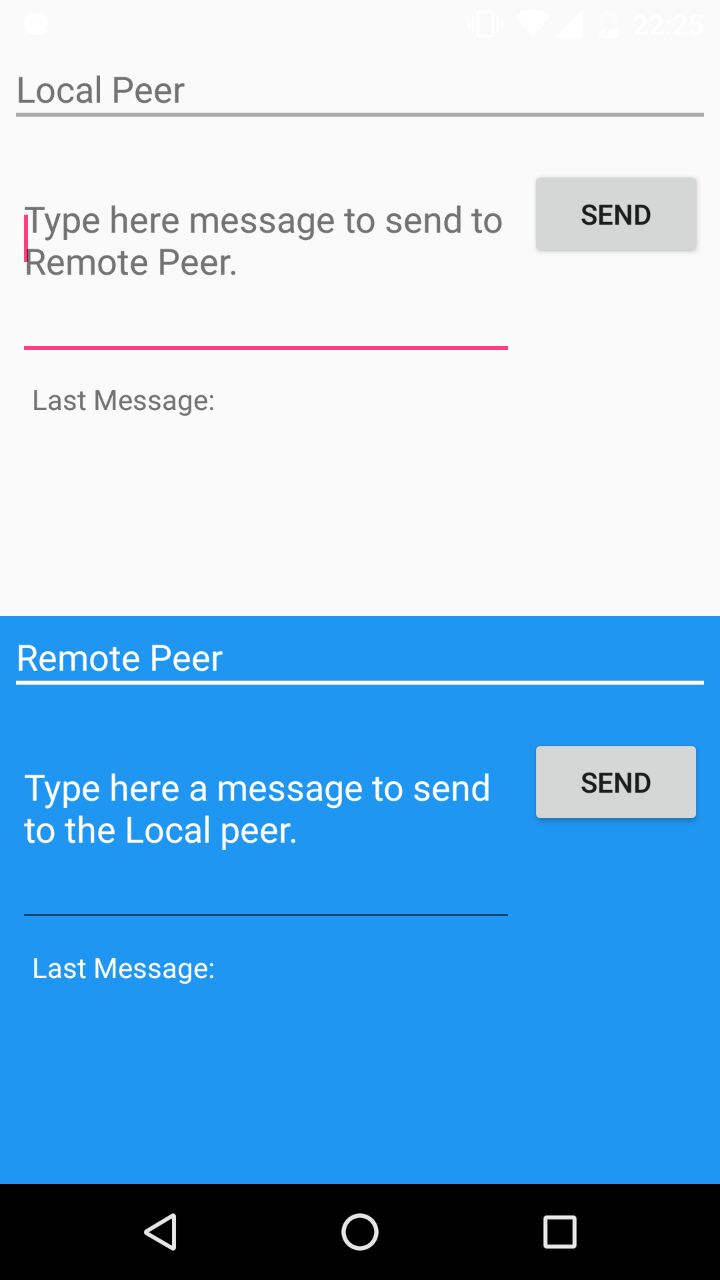 22:25
Local Peer
Type here message to send to
Remote Peer.
SEND
Last Message:
Remote Peer
Type here a message to send
to the Local peer.
SEND
Last Message: